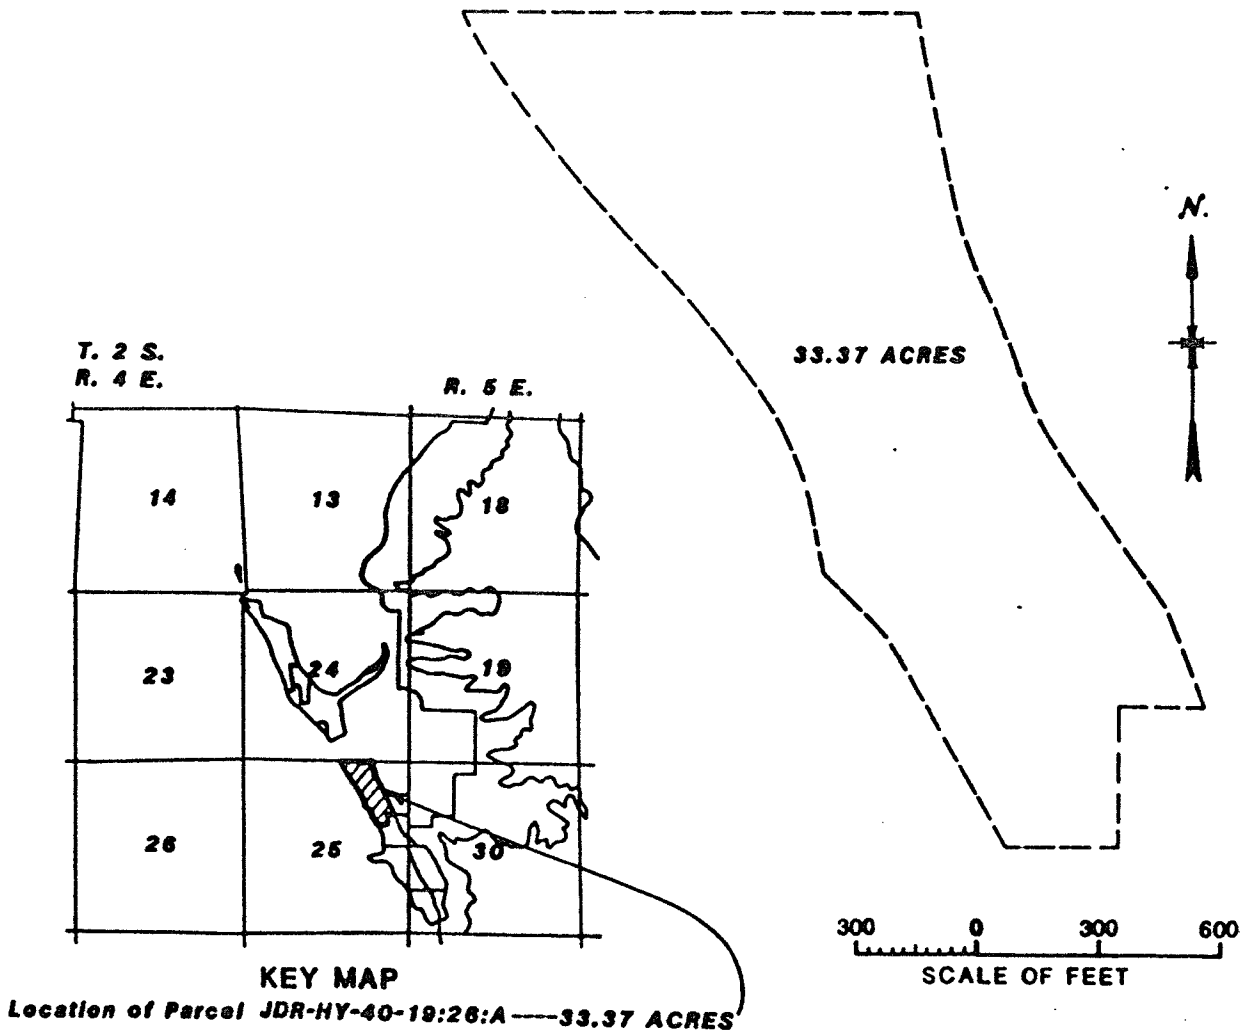 N.
33.37 ACRES
T. 2 S.
R. 4 E.
R. 5 E.
14
13
18
23
24
19
26
25
30
300 0 300 600
SCALE OF FEET
KEY MAP
Location of Parcel JDR-HY-40-19:26:A----33.37 ACRES